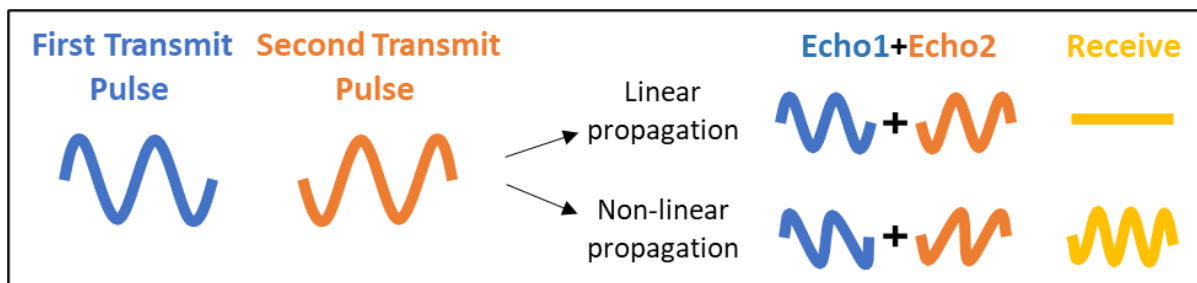 First Transmit Pulse
Second Transmit Pulse
Linear propagation
Non-linear propagation
Echo1+Echo2
Receive
+
+